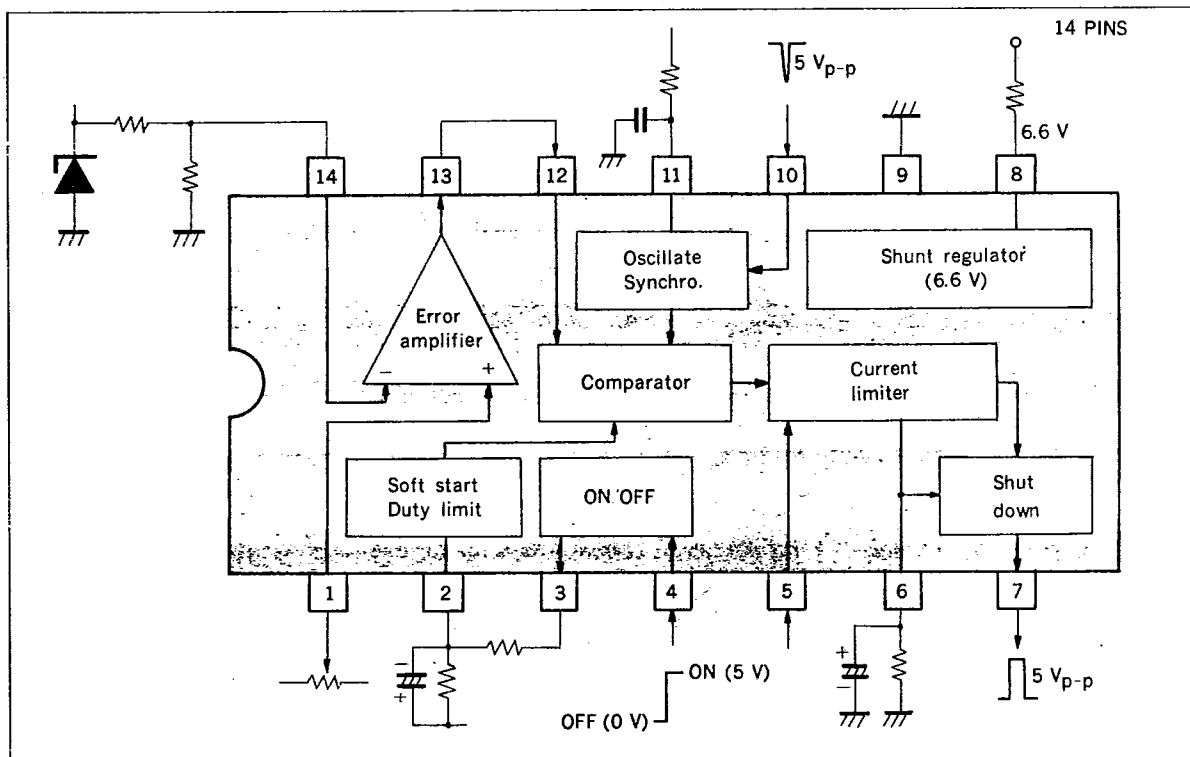 14 PINS
5 Vp-p
6.6 V
14
13
12
11
10
9
8
Oscillate
Synchro.
Shunt regulator
(6.6 V)
Error
amplifier
−
+
Comparator
Current
limiter
Soft start
Duty limit
ON/OFF
Shut
down
1
2
3
4
5
6
7
−
+
ON (5 V)
OFF (0 V)
+
−
5 Vp-p